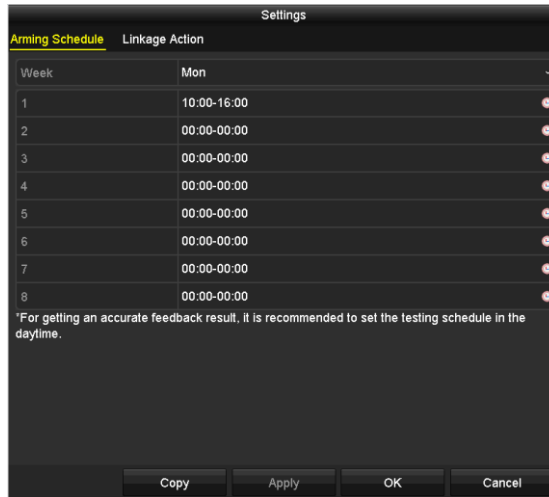 Settings
Arming Schedule Linkage Action
Week Mon
1 10:00-16:00
2 00:00-00:00
3 00:00-00:00
4 00:00-00:00
5 00:00-00:00
6 00:00-00:00
7 00:00-00:00
8 00:00-00:00
*For getting an accurate feedback result, it is recommended to set the testing schedule in the
daytime.
Copy Apply OK Cancel